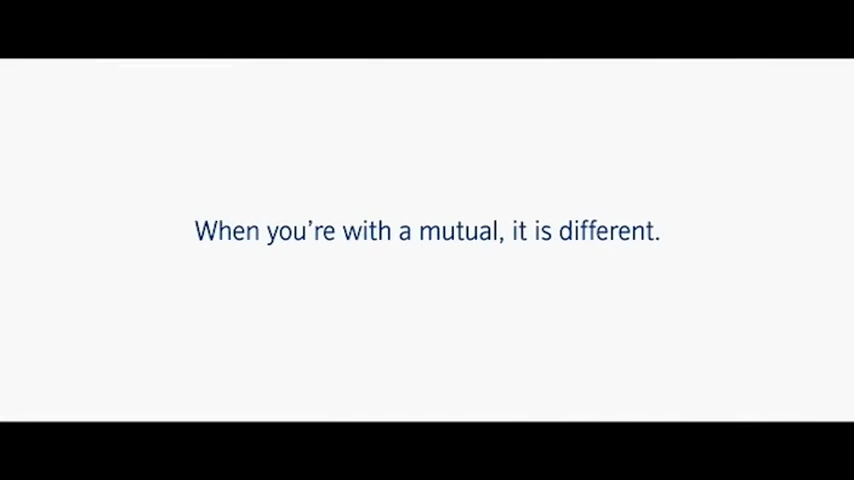 When you’re with a mutual, it is different.